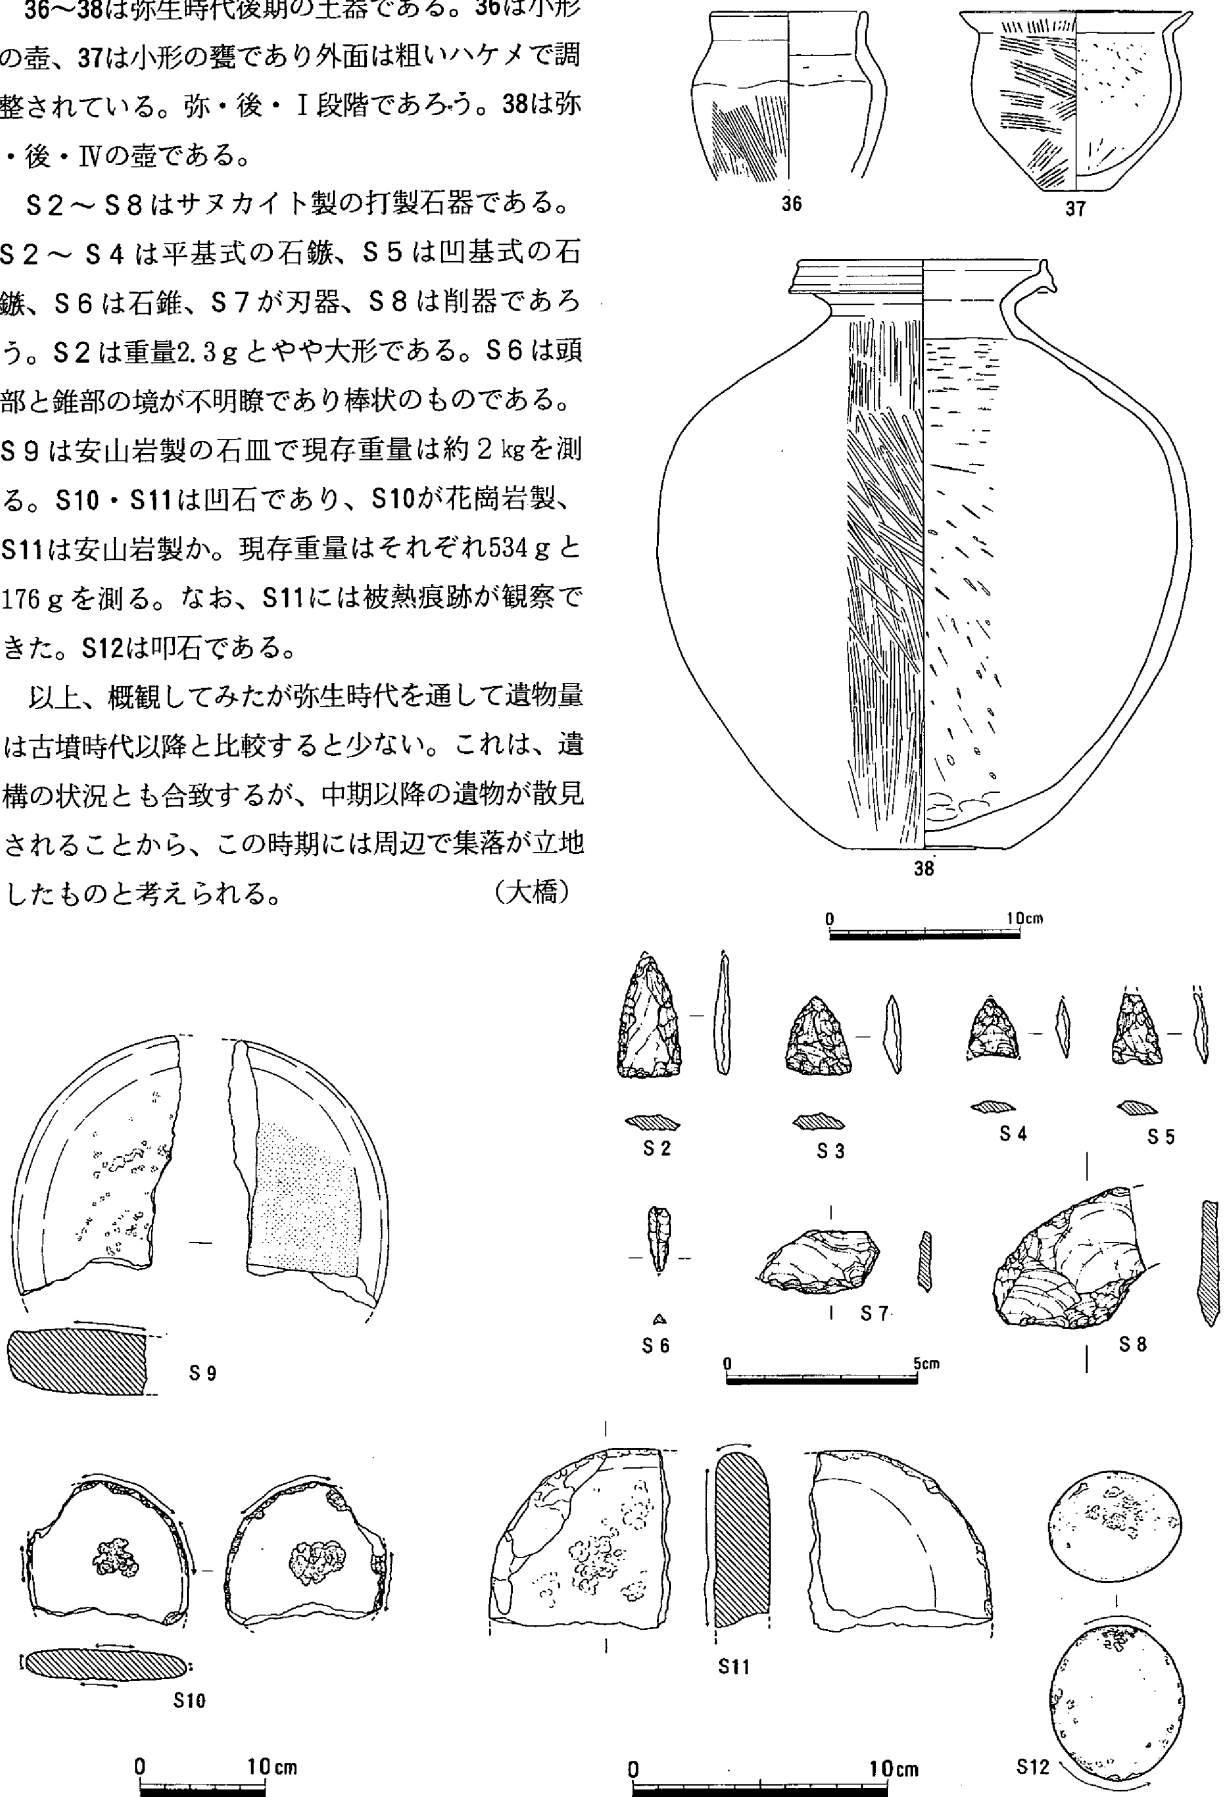 36～38は弥生時代後期の土器である。36は小形
の壺、37は小形の甕であり外面は粗いハケメで調
整されている。弥・後・Ⅰ段階であろう。38は弥
・後・Ⅳの壺である。
S2～S8はサヌカイト製の打製石器である。
S2～S4は平基式の石鏃、S5は凹基式の石
鏃、S6は石錐、S7が刃器、S8は削器であろ
う。S2は重量2.3gとやや大形である。S6は頭
部と錐部の境が不明瞭であり棒状のものである。
S9は安山岩製の石皿で現存重量は約2㎏を測
る。S10・S11は凹石であり、S10が花崗岩製、
S11は安山岩製か。現存重量はそれぞれ534gと
176gを測る。なお、S11には被熱痕跡が観察で
きた。S12は叩石である。
以上、概観してみたが弥生時代を通して遺物量
は古墳時代以降と比較すると少ない。これは、遺
構の状況とも合致するが、中期以降の遺物が散見
されることから、この時期には周辺で集落が立地
したものと考えられる。（大橋）
36
37
38
0 10cm
S2
S3
S4
S5
S6
S7
S8
0 5cm
S9
S10
S11
S12
0 10cm
0 10cm